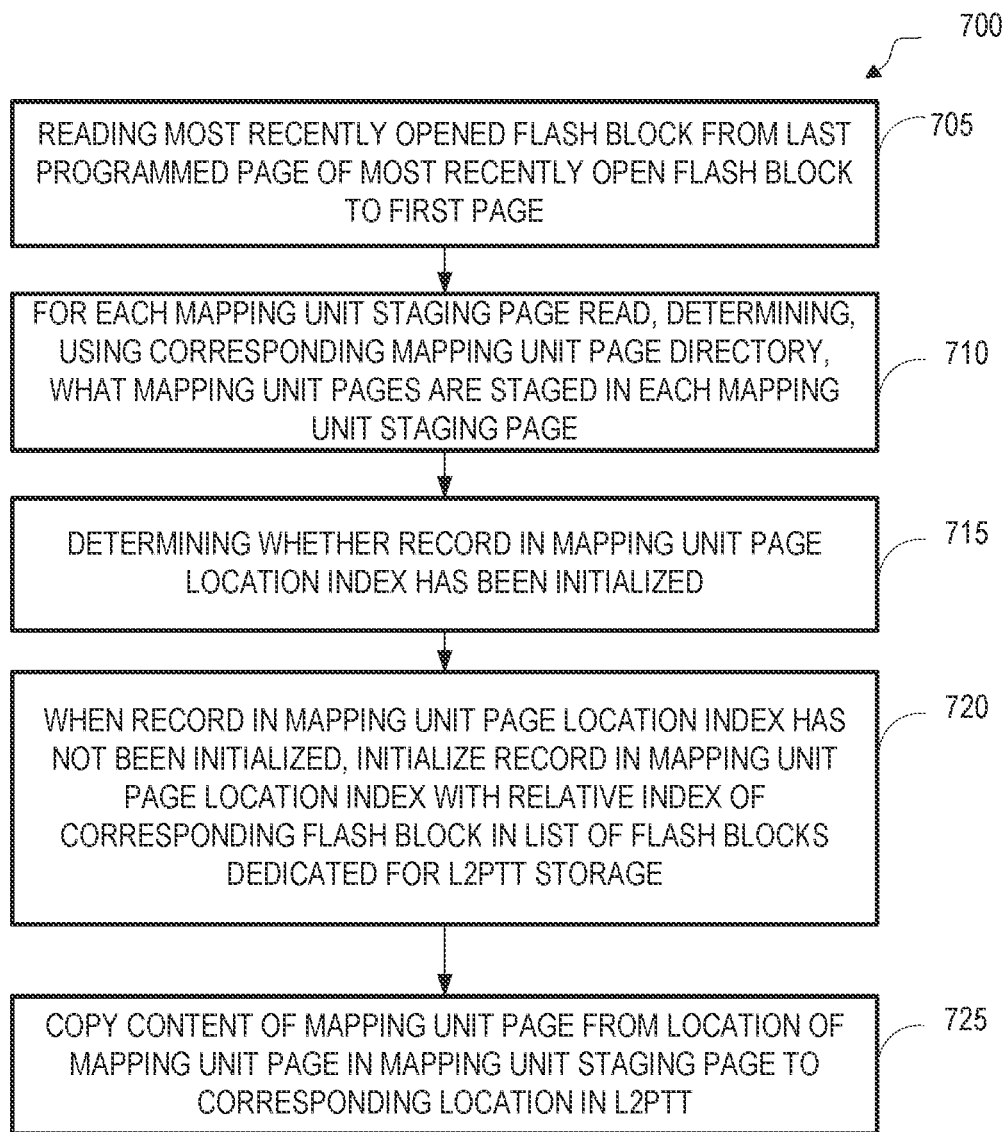 700
READING MOST RECENTLY OPENED FLASH BLOCK FROM LAST
PROGRAMMED PAGE OF MOST RECENTLY OPEN FLASH BLOCK
TO FIRST PAGE
705
FOR EACH MAPPING UNIT STAGING PAGE READ, DETERMINING,
USING CORRESPONDING MAPPING UNIT PAGE DIRECTORY,
WHAT MAPPING UNIT PAGES ARE STAGED IN EACH MAPPING
UNIT STAGING PAGE
710
DETERMINING WHETHER RECORD IN MAPPING UNIT PAGE
LOCATION INDEX HAS BEEN INITIALIZED
715
WHEN RECORD IN MAPPING UNIT PAGE LOCATION INDEX HAS
NOT BEEN INITIALIZED, INITIALIZE RECORD IN MAPPING UNIT
PAGE LOCATION INDEX WITH RELATIVE INDEX OF
CORRESPONDING FLASH BLOCK IN LIST OF FLASH BLOCKS
DEDICATED FOR L2PTT STORAGE
720
COPY CONTENT OF MAPPING UNIT PAGE FROM LOCATION OF
MAPPING UNIT PAGE IN MAPPING UNIT STAGING PAGE TO
CORRESPONDING LOCATION IN L2PTT
725